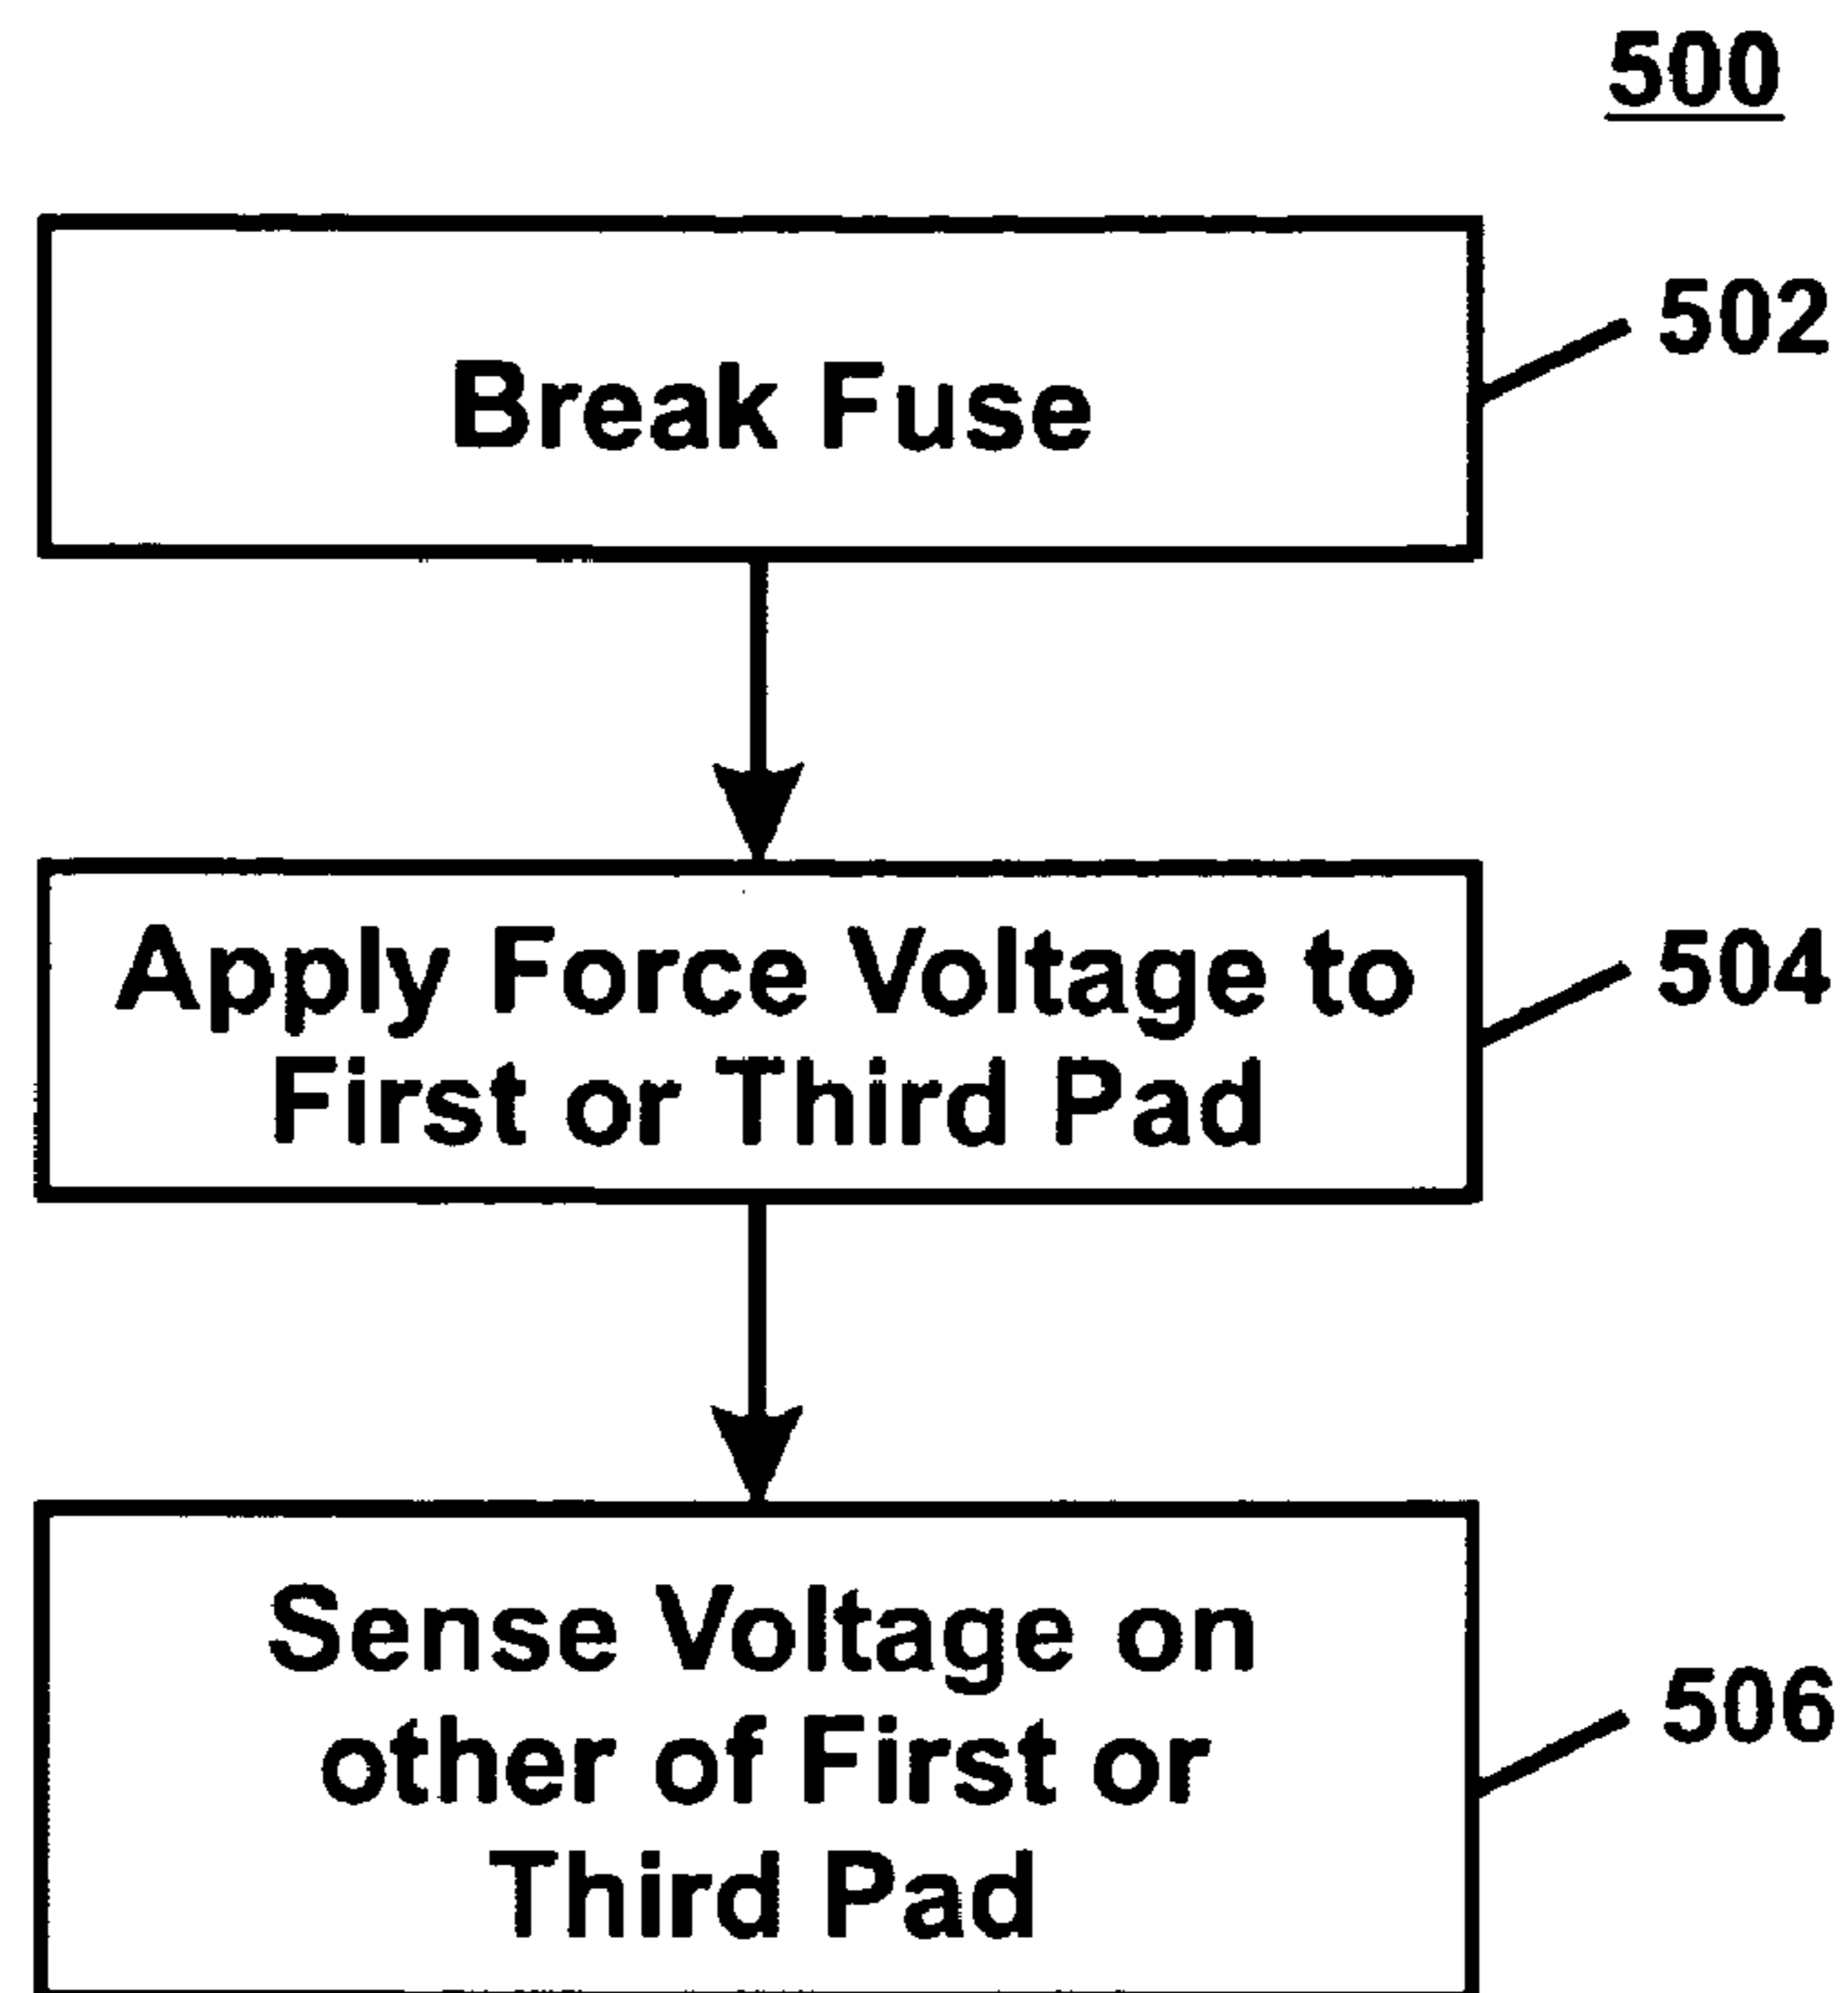 500
Break Fuse
502
Apply Force Voltage to
First or Third Pad
504
Sense Voltage on
other of First or
Third Pad
506